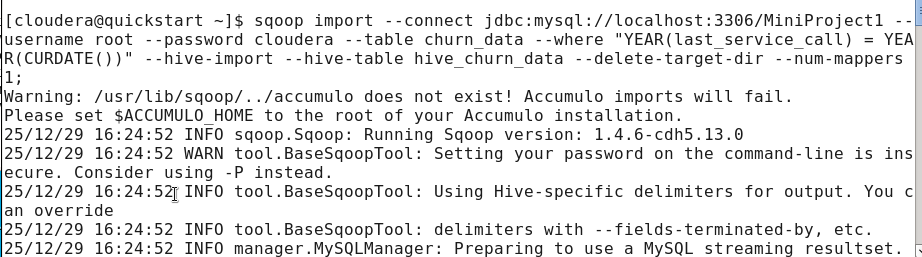 [cloudera@quickstart ~]$ sqoop import --connect jdbc:mysql://localhost:3306/MiniProject1 --
username root --password cloudera --table churn_data --where "YEAR(last_service_call) = YEA
R(CURDATE())" --hive-import --hive-table hive_churn_data --delete-target-dir --num-mappers
1;
Warning: /usr/lib/sqoop/../accumulo does not exist! Accumulo imports will fail.
Please set $ACCUMULO_HOME to the root of your Accumulo installation.
25/12/29 16:24:52 INFO sqoop.Sqoop: Running Sqoop version: 1.4.6-cdh5.13.0
25/12/29 16:24:52 WARN tool.BaseSqoopTool: Setting your password on the command-line is ins
ecure. Consider using -P instead.
25/12/29 16:24:52 INFO tool.BaseSqoopTool: Using Hive-specific delimiters for output. You c
an override
25/12/29 16:24:52 INFO tool.BaseSqoopTool: delimiters with --fields-terminated-by, etc.
25/12/29 16:24:52 INFO manager.MySQLManager: Preparing to use a MySQL streaming resultset.